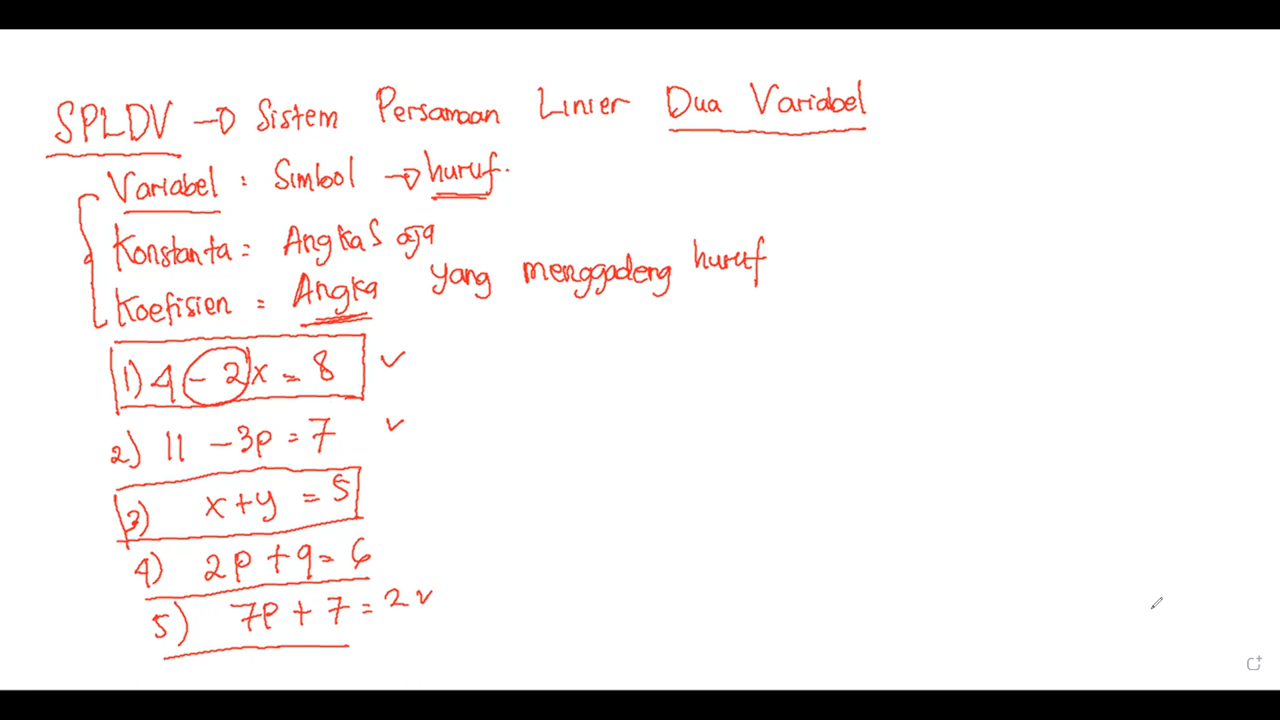 SPLDV → Sistem Persamaan Linier Dua Variabel
Variabel : Simbol → huruf.
Konstanta = Angka S aja
Koefisien = Angka yang menggadeng huruf
1) 4 - 2x = 8 ✓
2) 11 - 3p = 7 ✓
3) x + y = 5
4) 2p + q = 6
5) 7p + 7 = 2 ✓